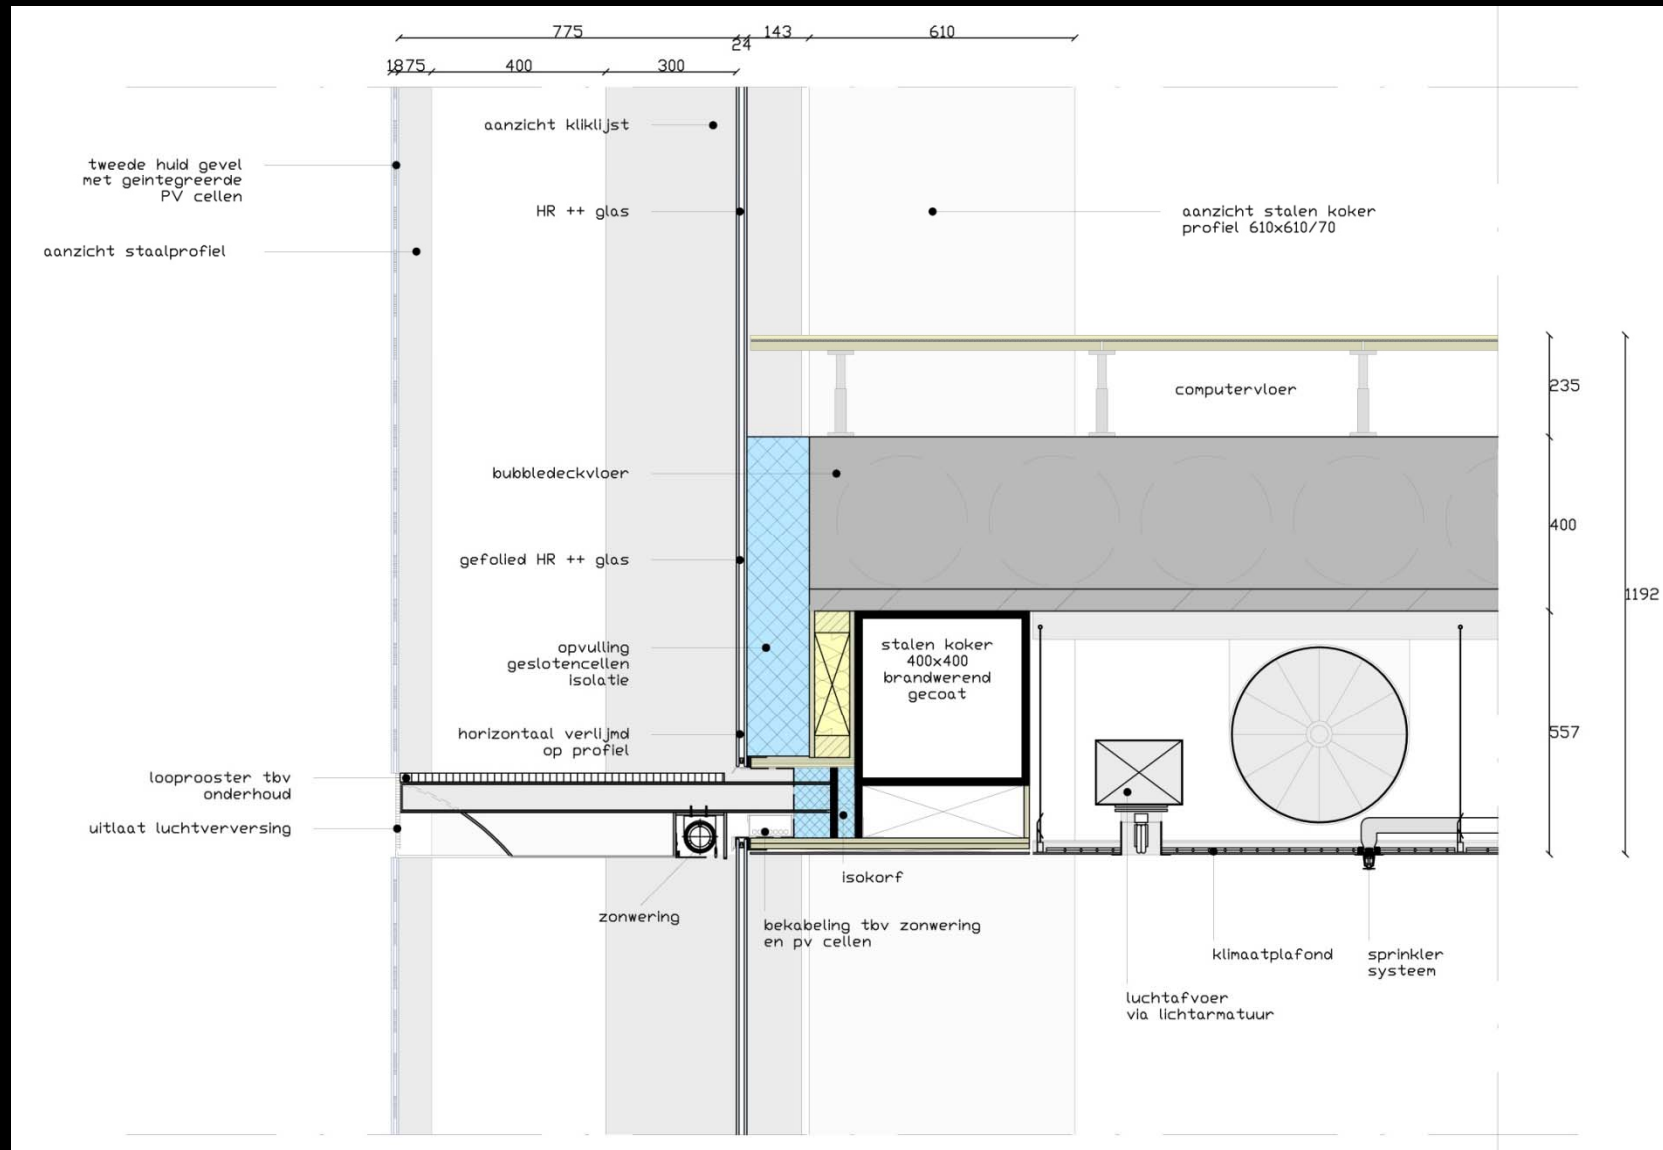 775
24
143
610
1875
400
300
aanzicht kliklijst
tweede huid gevel
met geintegreerde
PV cellen
HR ++ glas
aanzicht stalen koker
profiel 610x610/70
aanzicht staalprofiel
computervloer
235
bubbledeckvloer
400
gefolied HR ++ glas
1192
opvulling
geslotencellen
isolatie
stalen koker
400x400
brandwerend
gecoat
horizontaal verlijmd
op profiel
557
looprooster tbv
onderhoud
uitlaat luchtverversing
isokorf
zonwering
bekabeling tbv zonwering
en pv cellen
klimaatplafond
sprinkler
systeem
luchtafvoer
via lichtarmatuur